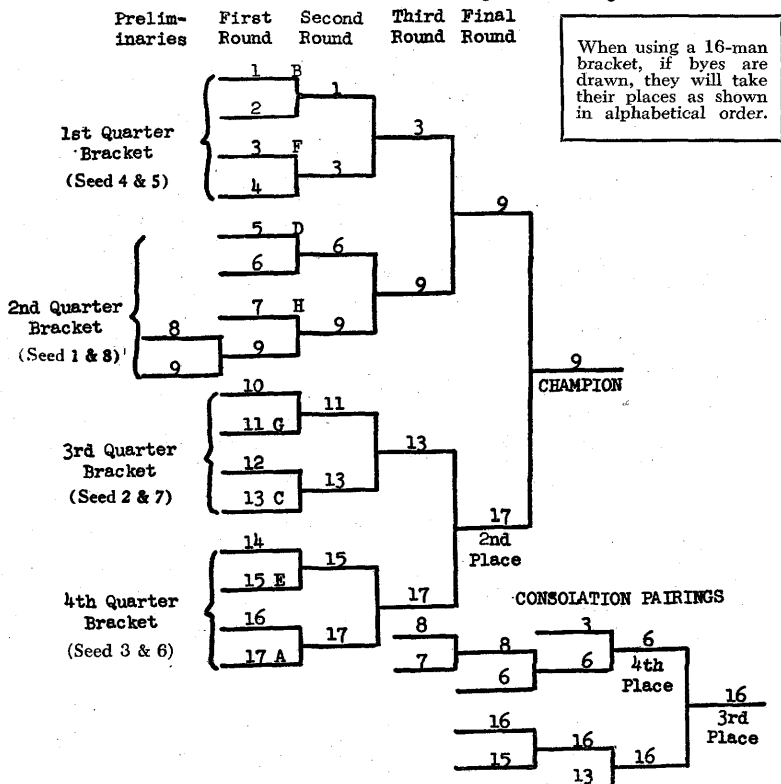 Prelim- First Second Third Final
inaries Round Round Round Round
When using a 16-man
bracket, if byes are
drawn, they will take
their places as shown
in alphabetical order.
1st Quarter
Bracket
(Seed 4 & 5)
1 B
2
3 F
4
1
3
3
2nd Quarter
Bracket
(Seed 1 & 8)
8
9
5 D
6
7 H
9
6
9
9
9
3rd Quarter
Bracket
(Seed 2 & 7)
10
11 G
12
13 C
11
13
13
4th Quarter
Bracket
(Seed 3 & 6)
14
15 E
16
17 A
15
17
17
17
2nd
Place
9
CHAMPION
CONSOLATION PAIRINGS
8
7
8
6
3
6
6
4th
Place
16
15
16
13
16
16
3rd
Place